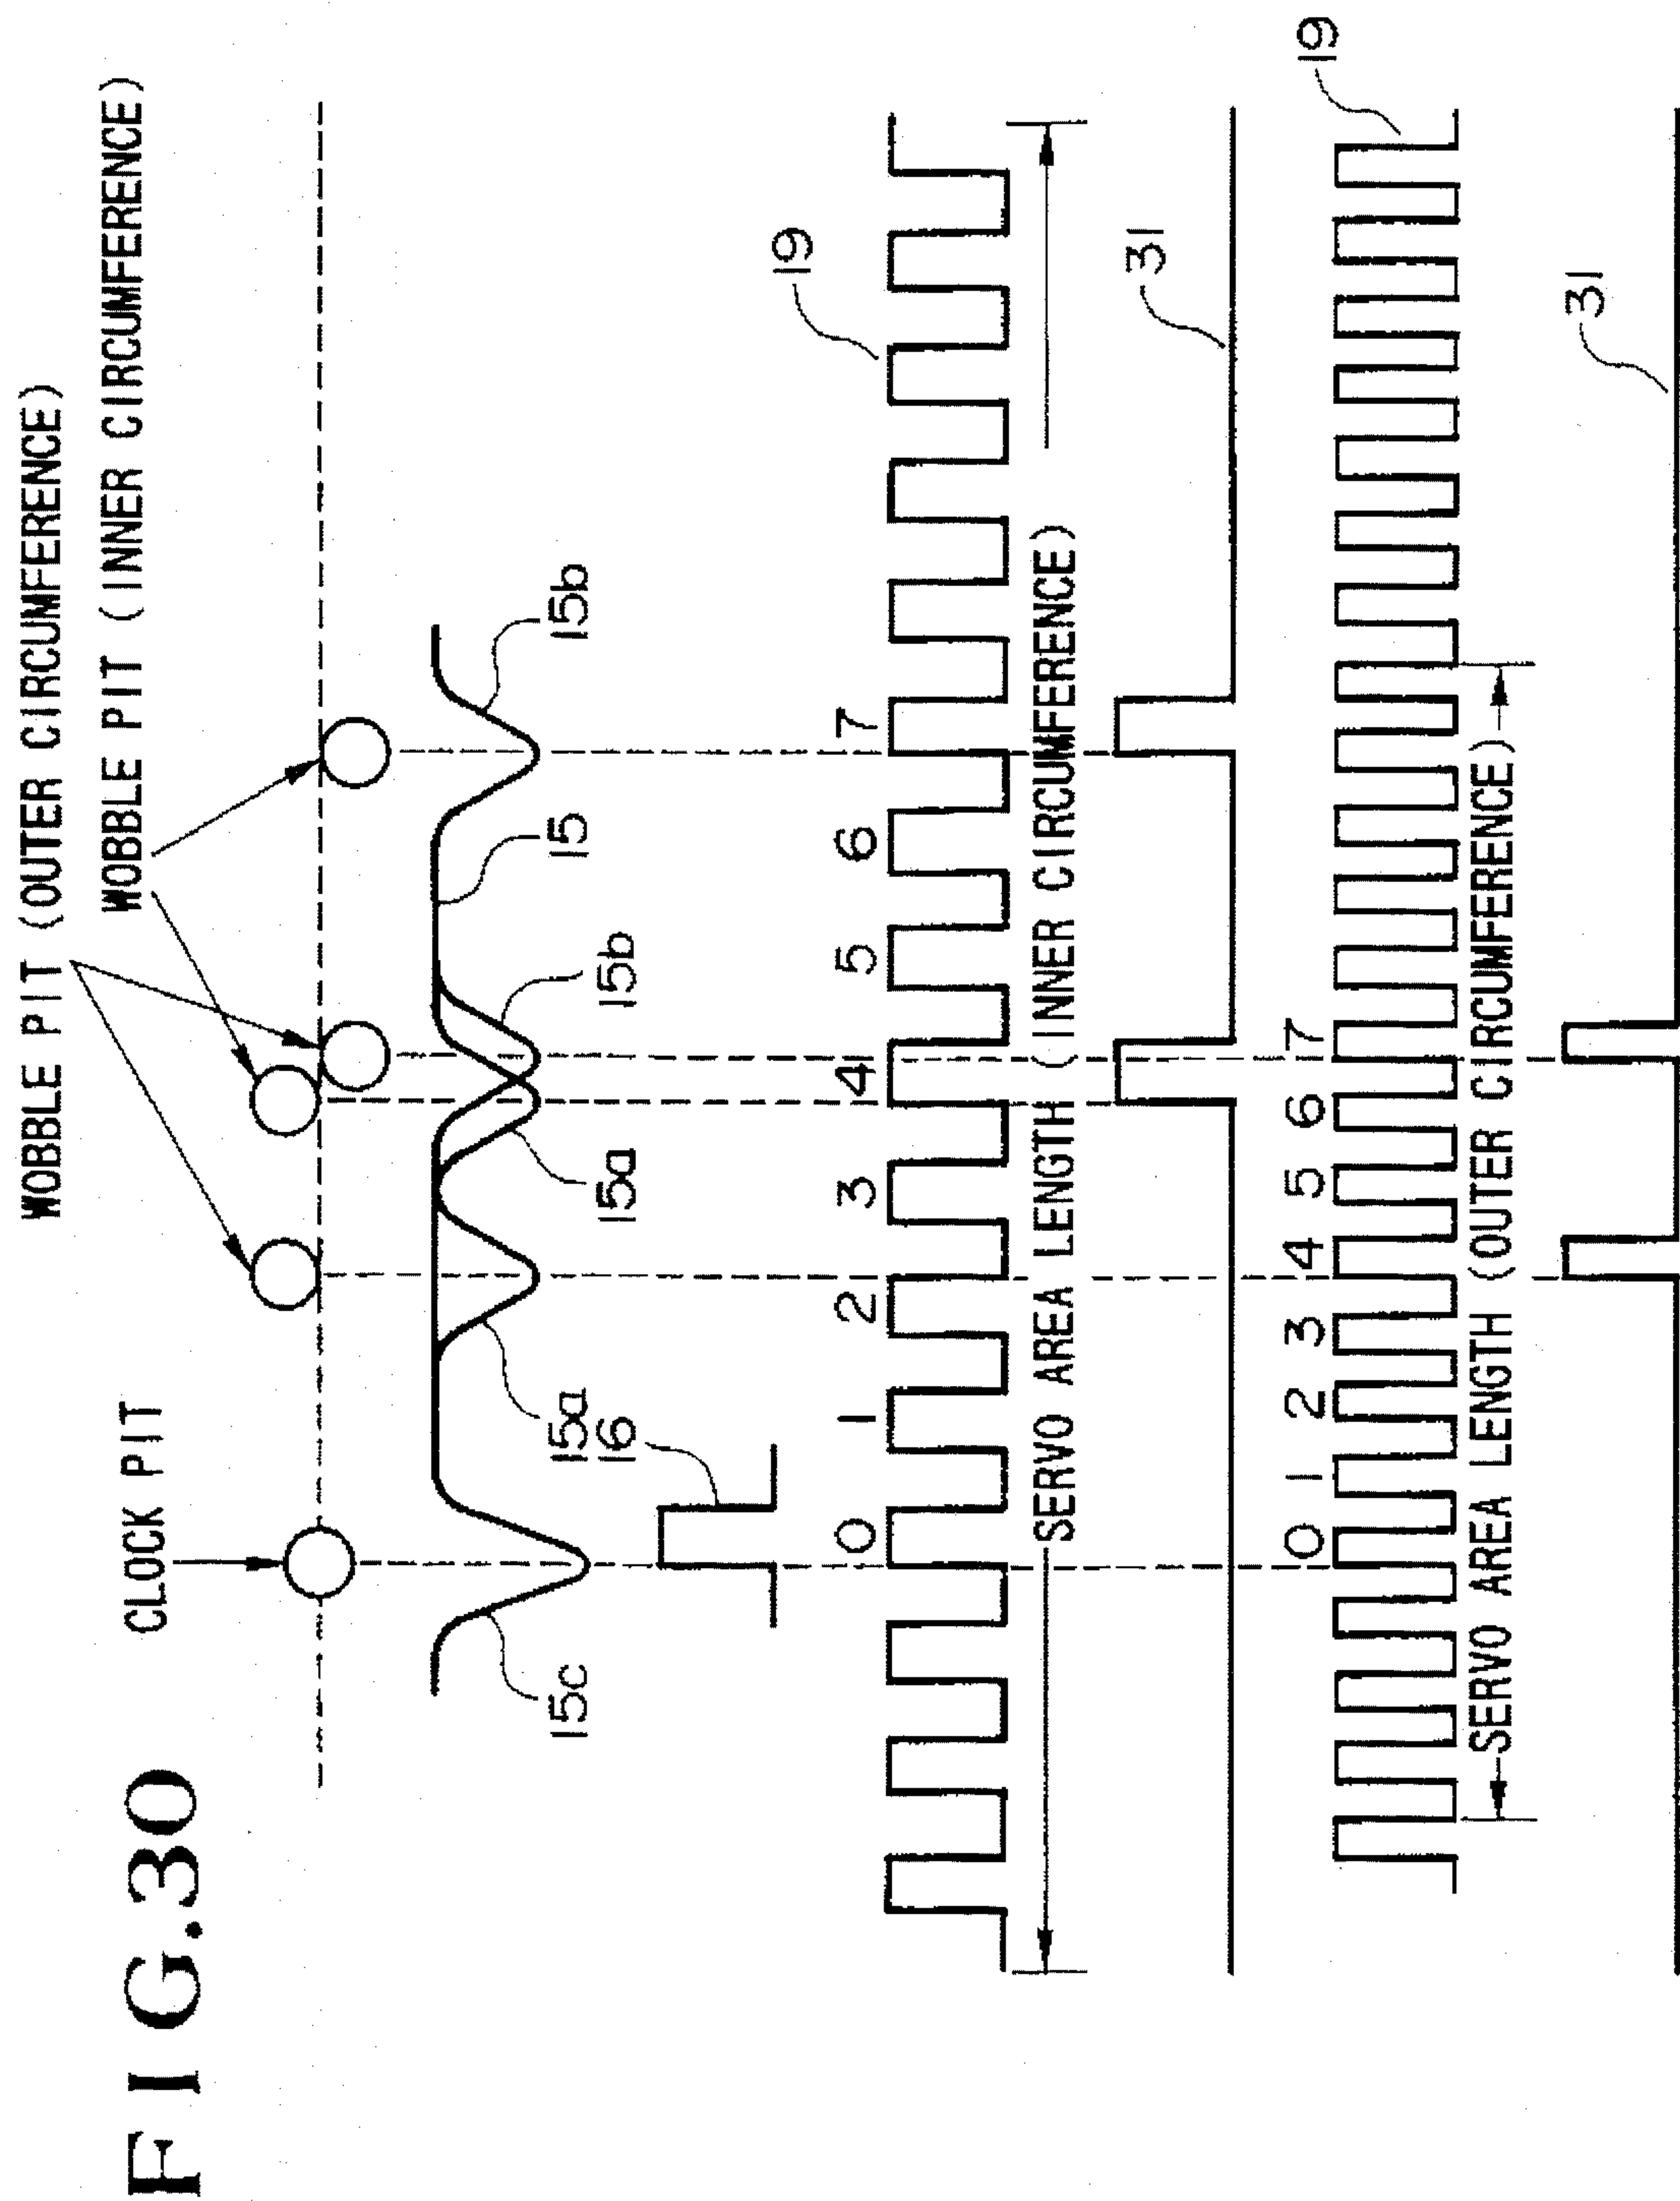 FIG.30
WOBBLE PIT (OUTER CIRCUMFERENCE)
CLOCK PIT
WOBBLE PIT (INNER CIRCUMFERENCE)
15c
15a
15a
15b
15
15b
16
19
0 1 2 3 4 5 6 7
SERVO AREA LENGTH (INNER CIRCUMFERENCE)
31
19
0 1 2 3 4 5 6 7
SERVO AREA LENGTH (OUTER CIRCUMFERENCE)
31